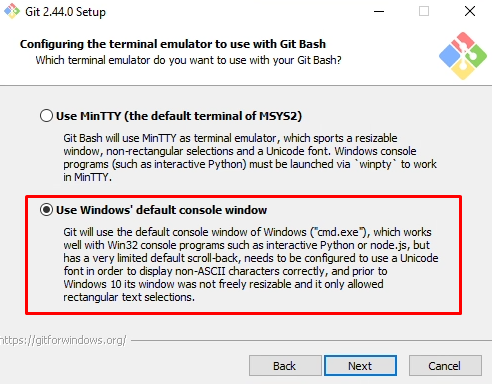 Git 2.44.0 Setup
Configuring the terminal emulator to use with Git Bash
Which terminal emulator do you want to use with your Git Bash?
Use MinTTY (the default terminal of MSYS2)
Git Bash will use MinTTY as terminal emulator, which sports a resizable
window, non-rectangular selections and a Unicode font. Windows console
programs (such as interactive Python) must be launched via `winpty` to work
in MinTTY.
Use Windows' default console window
Git will use the default console window of Windows ("cmd.exe"), which works
well with Win32 console programs such as interactive Python or node.js, but
has a very limited default scroll-back, needs to be configured to use a Unicode
font in order to display non-ASCII characters correctly, and prior to
Windows 10 its window was not freely resizable and it only allowed
rectangular text selections.
https://gitforwindows.org/
Back
Next
Cancel